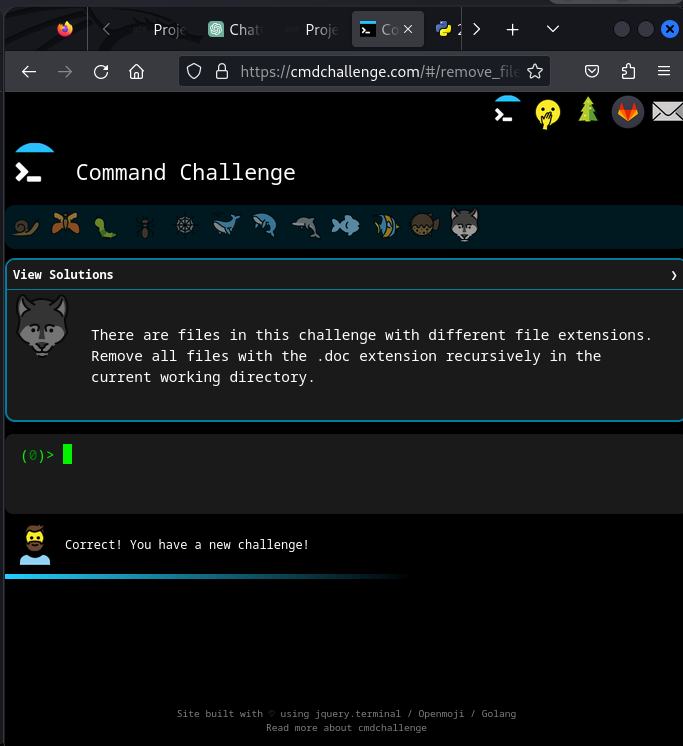 Proje Chat Proje Co 2
https://cmdchallenge.com/#/remove_file
Command Challenge
View Solutions
There are files in this challenge with different file extensions.
Remove all files with the .doc extension recursively in the
current working directory.
(0)>
Correct! You have a new challenge!
Site built with ♡ using jquery.terminal / Openmoji / Golang
Read more about cmdchallenge